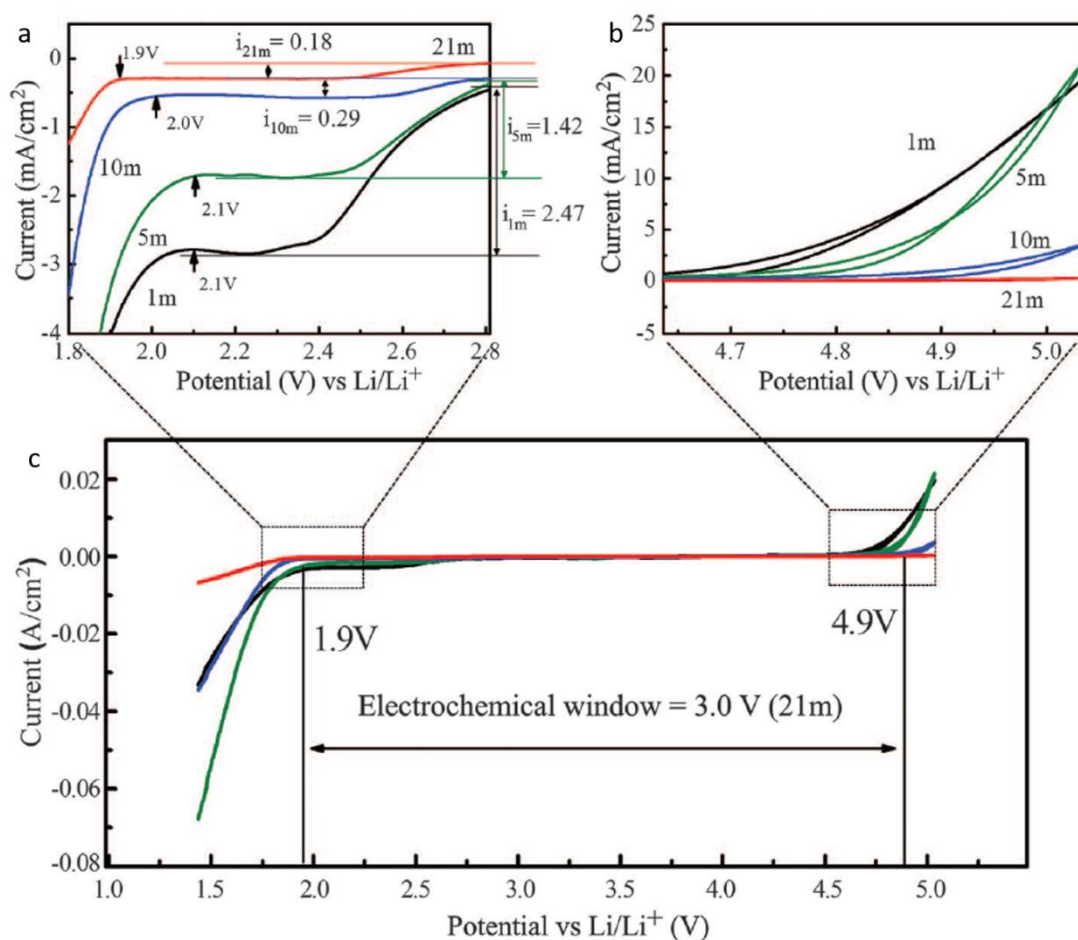 a
1.9V
i21m = 0.18
21m
2.0V
i10m = 0.29
10m
i5m=1.42
5m
2.1V
i1m= 2.47
1m
2.1V
0
-1
-2
-3
-4
1.8 2.0 2.2 2.4 2.6 2.8
Current (mA/cm2)
Potential (V) vs Li/Li+
b
25
20
15
10
5
0
-5
1m
5m
10m
21m
4.7 4.8 4.9 5.0
Current (mA/cm2)
Potential (V) vs Li/Li+
c
0.02
0.00
-0.02
-0.04
-0.06
-0.08
1.9V
4.9V
Electrochemical window = 3.0 V (21m)
1.0 1.5 2.0 2.5 3.0 3.5 4.0 4.5 5.0
Current (A/cm2)
Potential vs Li/Li+ (V)